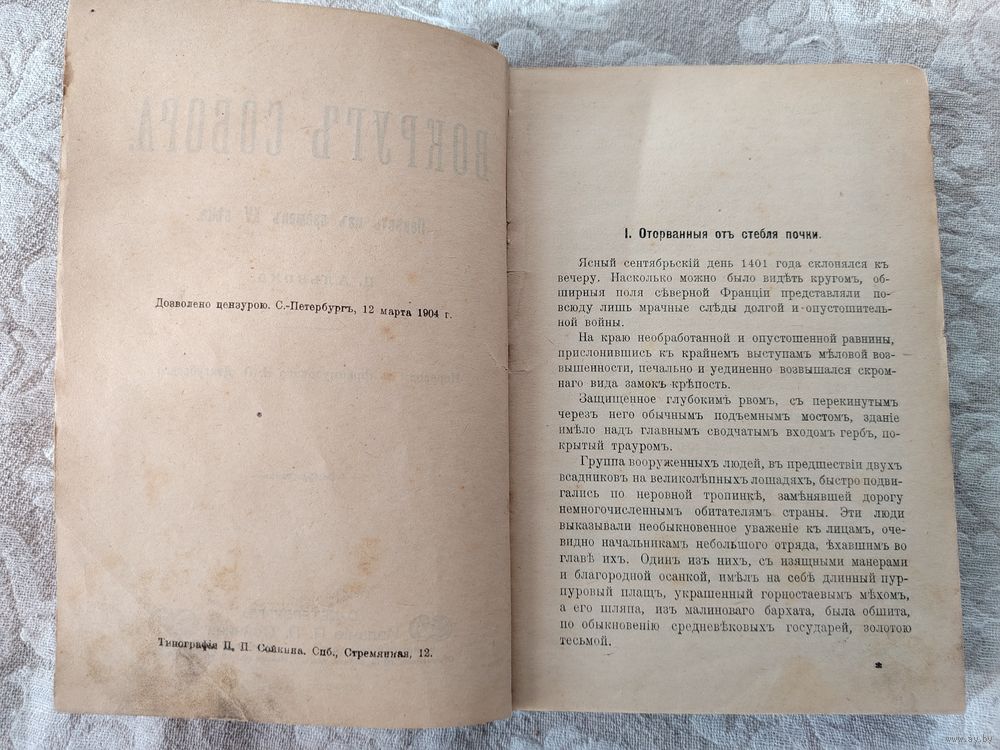 Дозволено цензурою. С.-Петербургъ, 12 марта 1904 г.
Типографія П. П. Сойкина. Спб., Стремянная, 12.
I. Оторванныя отъ стебля почки.
Ясный сентябрьскій день 1401 года склонялся къ
вечеру. Насколько можно было видѣть кругомъ, об-
ширныя поля сѣверной Франціи представляли по-
всюду лишь мрачные слѣды долгой и опустошитель-
ной войны.
На краю необработанной и опустошенной равнины,
прислонившись къ крайнем выступамъ мѣловой воз-
вышенности, печально и уединенно возвышался скром-
наго вида замокъ-крѣпость.
Защищенное глубокимъ рвомъ, съ перекинутымъ
черезъ него обычнымъ подъемнымъ мостомъ, зданіе
имѣло надъ главнымъ сводчатымъ входомъ гербъ, по-
крытый трауромъ.
Группа вооруженныхъ людей, въ предшествіи двухъ
всадниковъ на великолѣпныхъ лошадяхъ, быстро подви-
гались по неровной тропинкѣ, замѣнявшей дорогу
немногочисленнымъ обитателямъ страны. Эти люди
выказывали необыкновенное уваженіе къ лицамъ, оче-
видно начальникамъ небольшого отряда, ѣхавшимъ во
главѣ ихъ. Одинъ изъ нихъ, съ изящными манерами
и благородной осанкой, имѣлъ на себѣ длинный пур-
пуровый плащъ, украшенный горностаевымъ мѣхомъ,
а его шляпа, изъ малиноваго бархата, была обшита,
по обыкновенію средневѣковыхъ государей, золотою
тесьмой.
*
www.ay.by